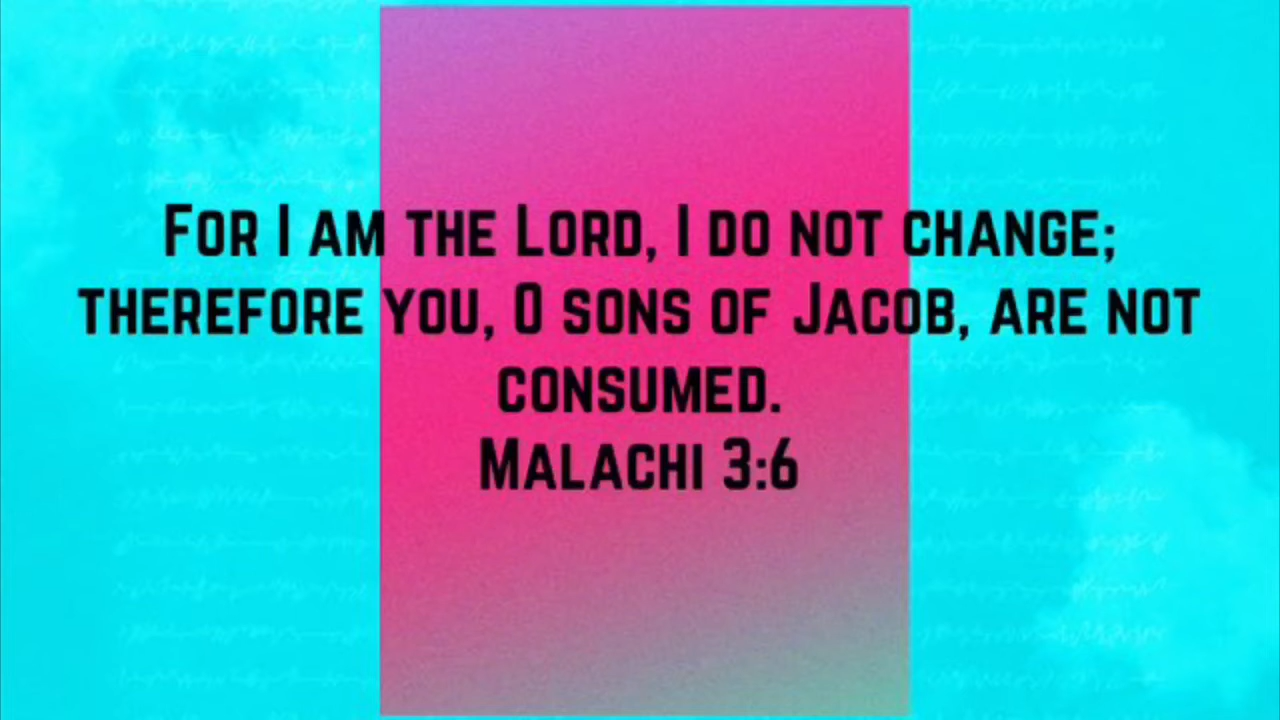 For I am the Lord, I do not change;
therefore you, O sons of Jacob, are not
consumed.
Malachi 3:6